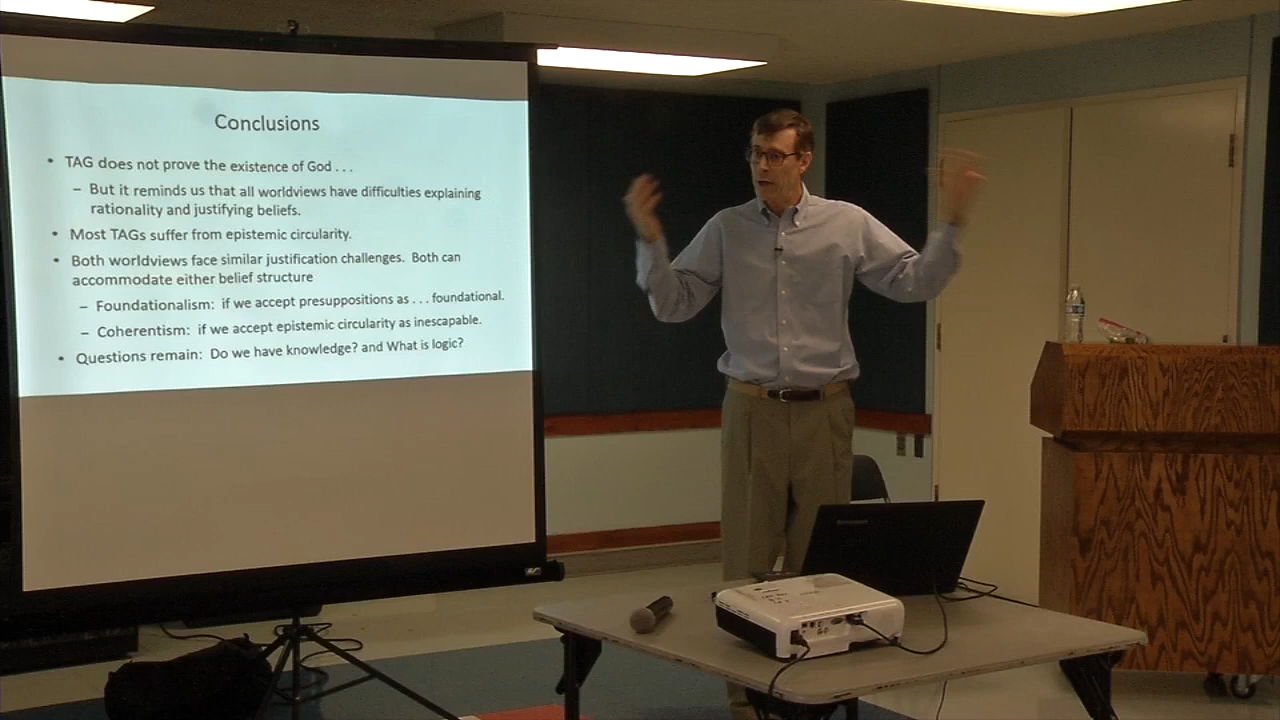 Conclusions
• TAG does not prove the existence of God . . .
– But it reminds us that all worldviews have difficulties explaining
rationality and justifying beliefs.
• Most TAGs suffer from epistemic circularity.
• Both worldviews face similar justification challenges. Both can
accommodate either belief structure
– Foundationalism: if we accept presuppositions as . . . foundational.
– Coherentism: if we accept epistemic circularity as inescapable.
• Questions remain: Do we have knowledge? and What is logic?